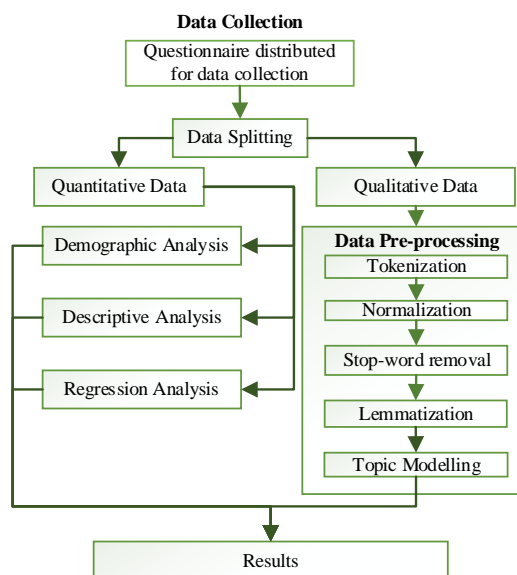 Data Collection
Questionnaire distributed
for data collection
Data Splitting
Quantitative Data
Qualitative Data
Demographic Analysis
Descriptive Analysis
Regression Analysis
Data Pre-processing
Tokenization
Normalization
Stop-word removal
Lemmatization
Topic Modelling
Results